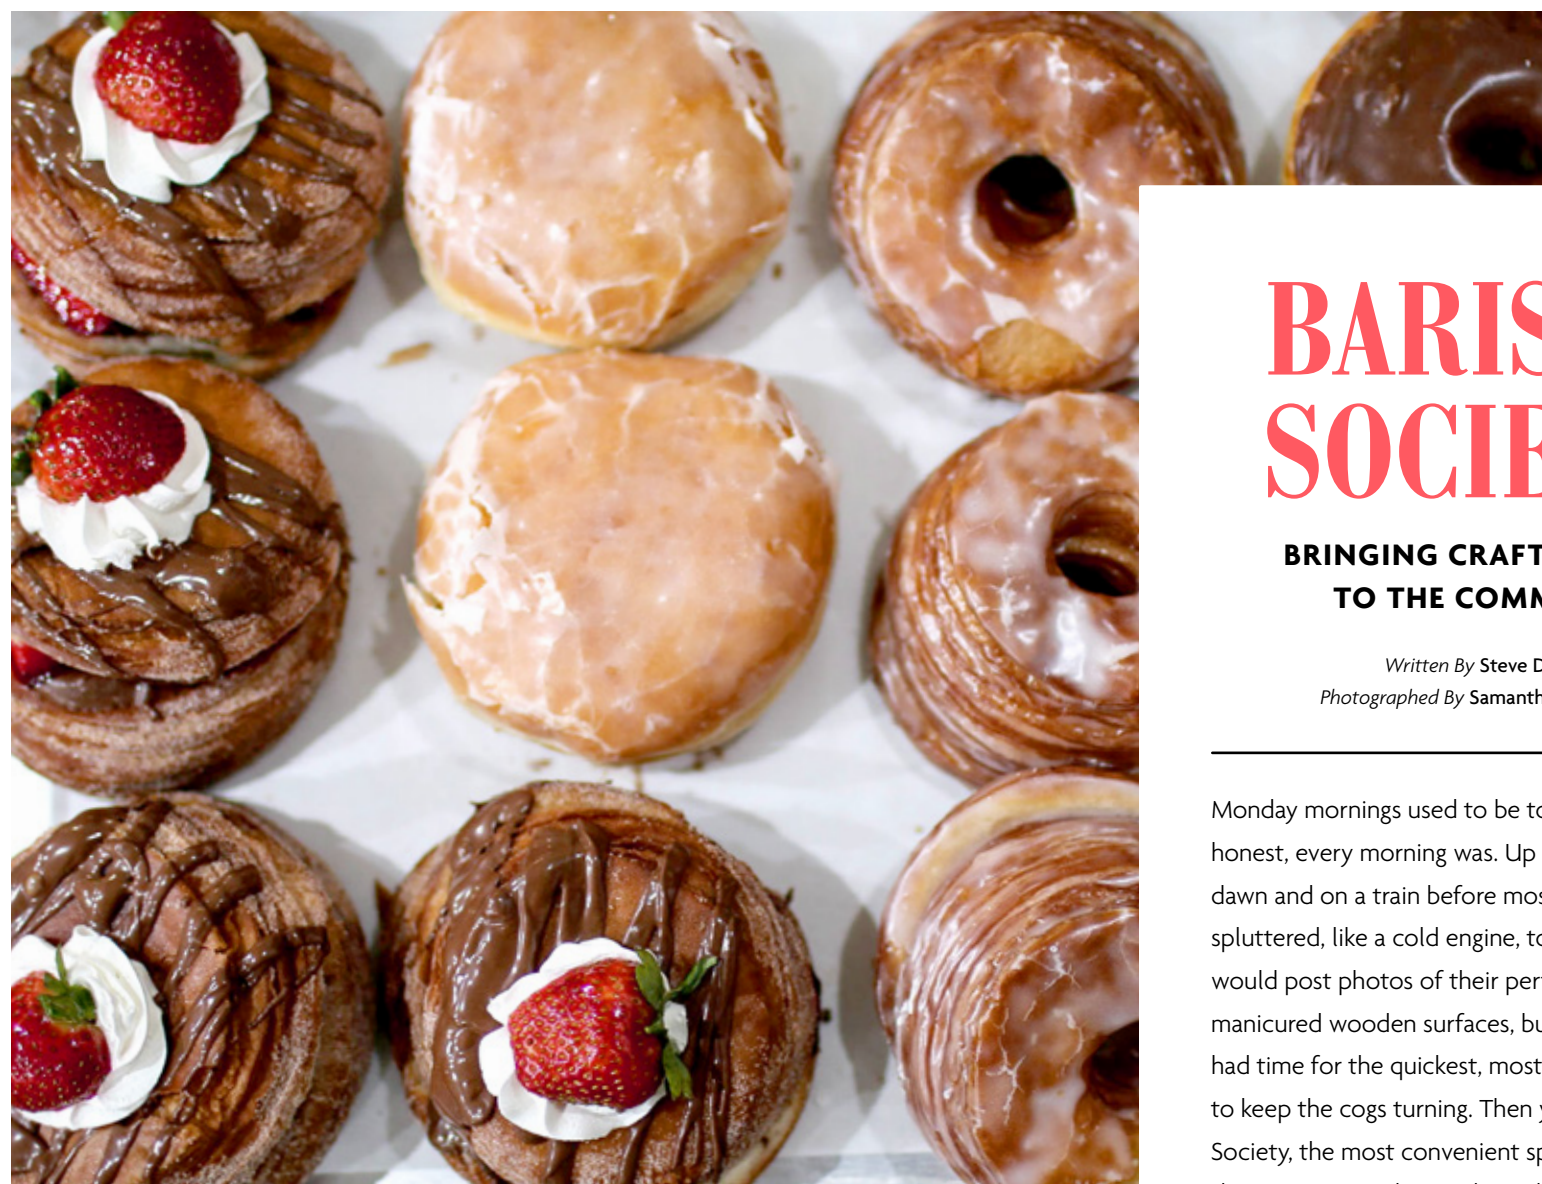 BARIS
SOCIE
BRINGING CRAFT
TO THE COMM
Written By Steve D
Photographed By Samanth
Monday mornings used to be to
honest, every morning was. Up
dawn and on a train before mos
spluttered, like a cold engine, to
would post photos of their per
manicured wooden surfaces, bu
had time for the quickest, most
to keep the cogs turning. Then y
Society, the most convenient sp